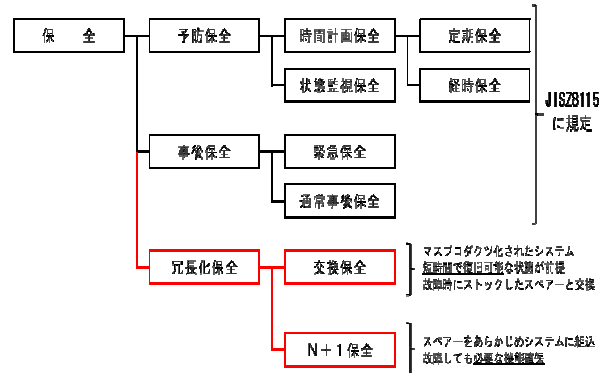 保　　全
予防保全
時間計画保全
定期保全
状態監視保全
経時保全
JISZ8115
に規定
事後保全
緊急保全
通常事後保全
冗長化保全
交換保全
マスプコダクツ化されたシステム
短時間で復旧可能な状態が前提
故障時にストックしたスペアーと交換
N＋1保全
スペアーをあらかじめシステムに組込
故障しても必要な機能確保